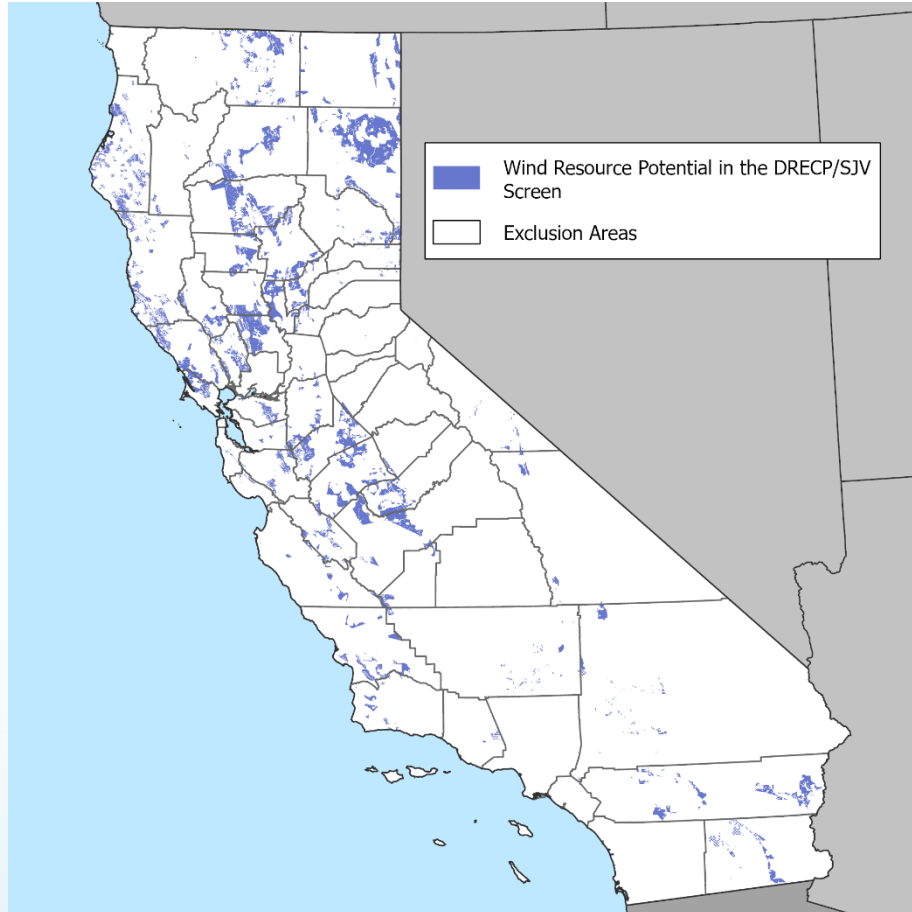 Wind Resource Potential in the DRECP/SJV
Screen
Exclusion Areas